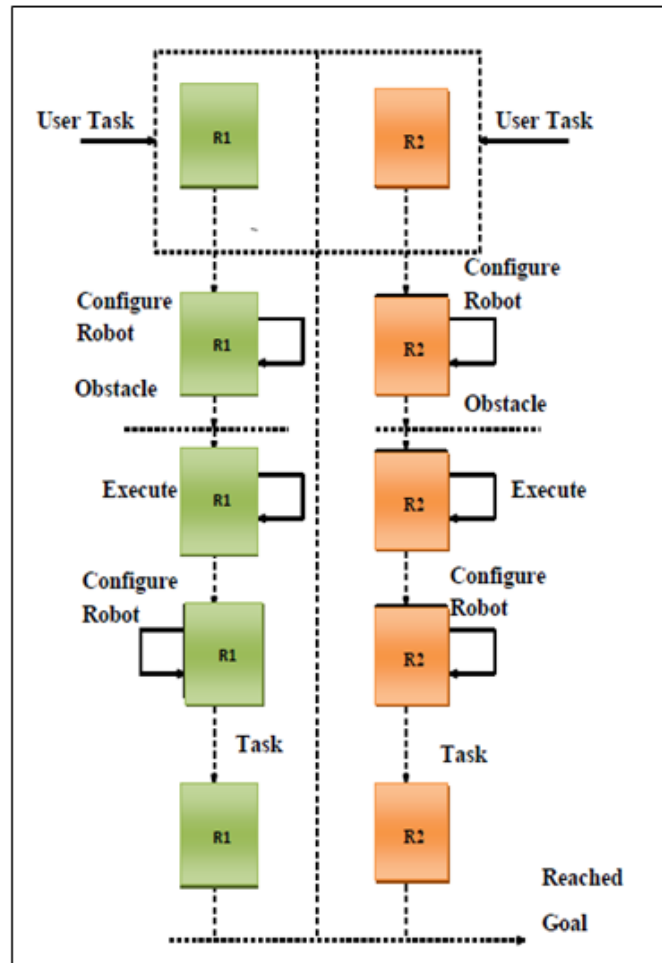 User Task
R1
R2
User Task
Configure
Robot
R1
Configure
Robot
R2
Obstacle
Obstacle
Execute
R1
R2
Execute
Configure
Robot
R1
Configure
Robot
R2
Task
Task
R1
R2
Reached
Goal